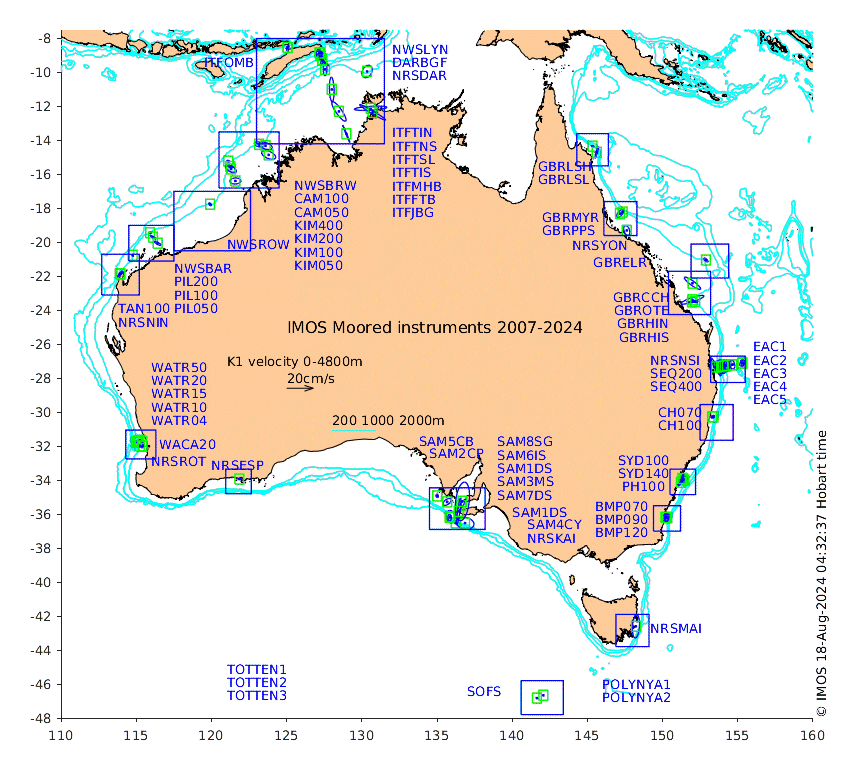 -8
-10
-12
-14
-16
-18
-20
-22
-24
-26
-28
-30
-32
-34
-36
-38
-40
-42
-44
-46
-48
110
115
120
125
130
135
140
145
150
155
160
ITFOMB
NWSLYN
DARBGF
NRSDAR
ITFTIN
ITFTNS
ITFTSL
ITFTIS
ITFMHB
ITFFTB
ITFJBG
NWSBRW
CAM100
CAM050
KIM400
KIM200
KIM100
KIM050
NWSROW
NWSBAR
PIL200
PIL100
PIL050
TAN100
NRSNIN
GBRLSH
GBRLSL
GBRMYR
GBRPPS
NRSYON
GBRELR
GBRCCH
GBROTE
GBRHIN
GBRHIS
IMOS Moored instruments 2007-2024
K1 velocity 0-4800m
20cm/s
200 1000 2000m
NRSNSI
SEQ200
SEQ400
EAC1
EAC2
EAC3
EAC4
EAC5
CH070
CH100
WATR50
WATR20
WATR15
WATR10
WATR04
WACA20
NRSROT
NRSESP
SAM5CB
SAM2CP
SAM8SG
SAM6IS
SAM1DS
SAM3MS
SAM7DS
SAM1DS
SAM4CY
NRSKAI
SYD100
SYD140
PH100
BMP070
BMP090
BMP120
NRSMAI
TOTTEN1
TOTTEN2
TOTTEN3
SOFS
POLYNYA1
POLYNYA2
© IMOS 18-Aug-2024 04:32:37 Hobart time